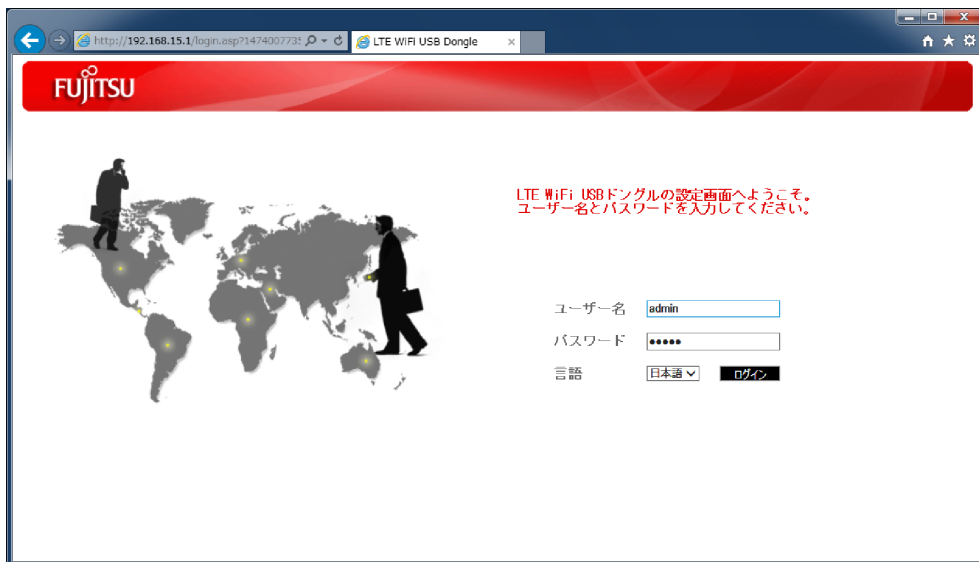 http://192.168.15.1/login.asp?1474007735
LTE WiFi USB Dongle
FUJITSU
LTE WiFi USBドングルの設定画面へようこそ。
ユーザー名とパスワードを入力してください。
ユーザー名 admin
パスワード •••••
言語 日本語 ログイン